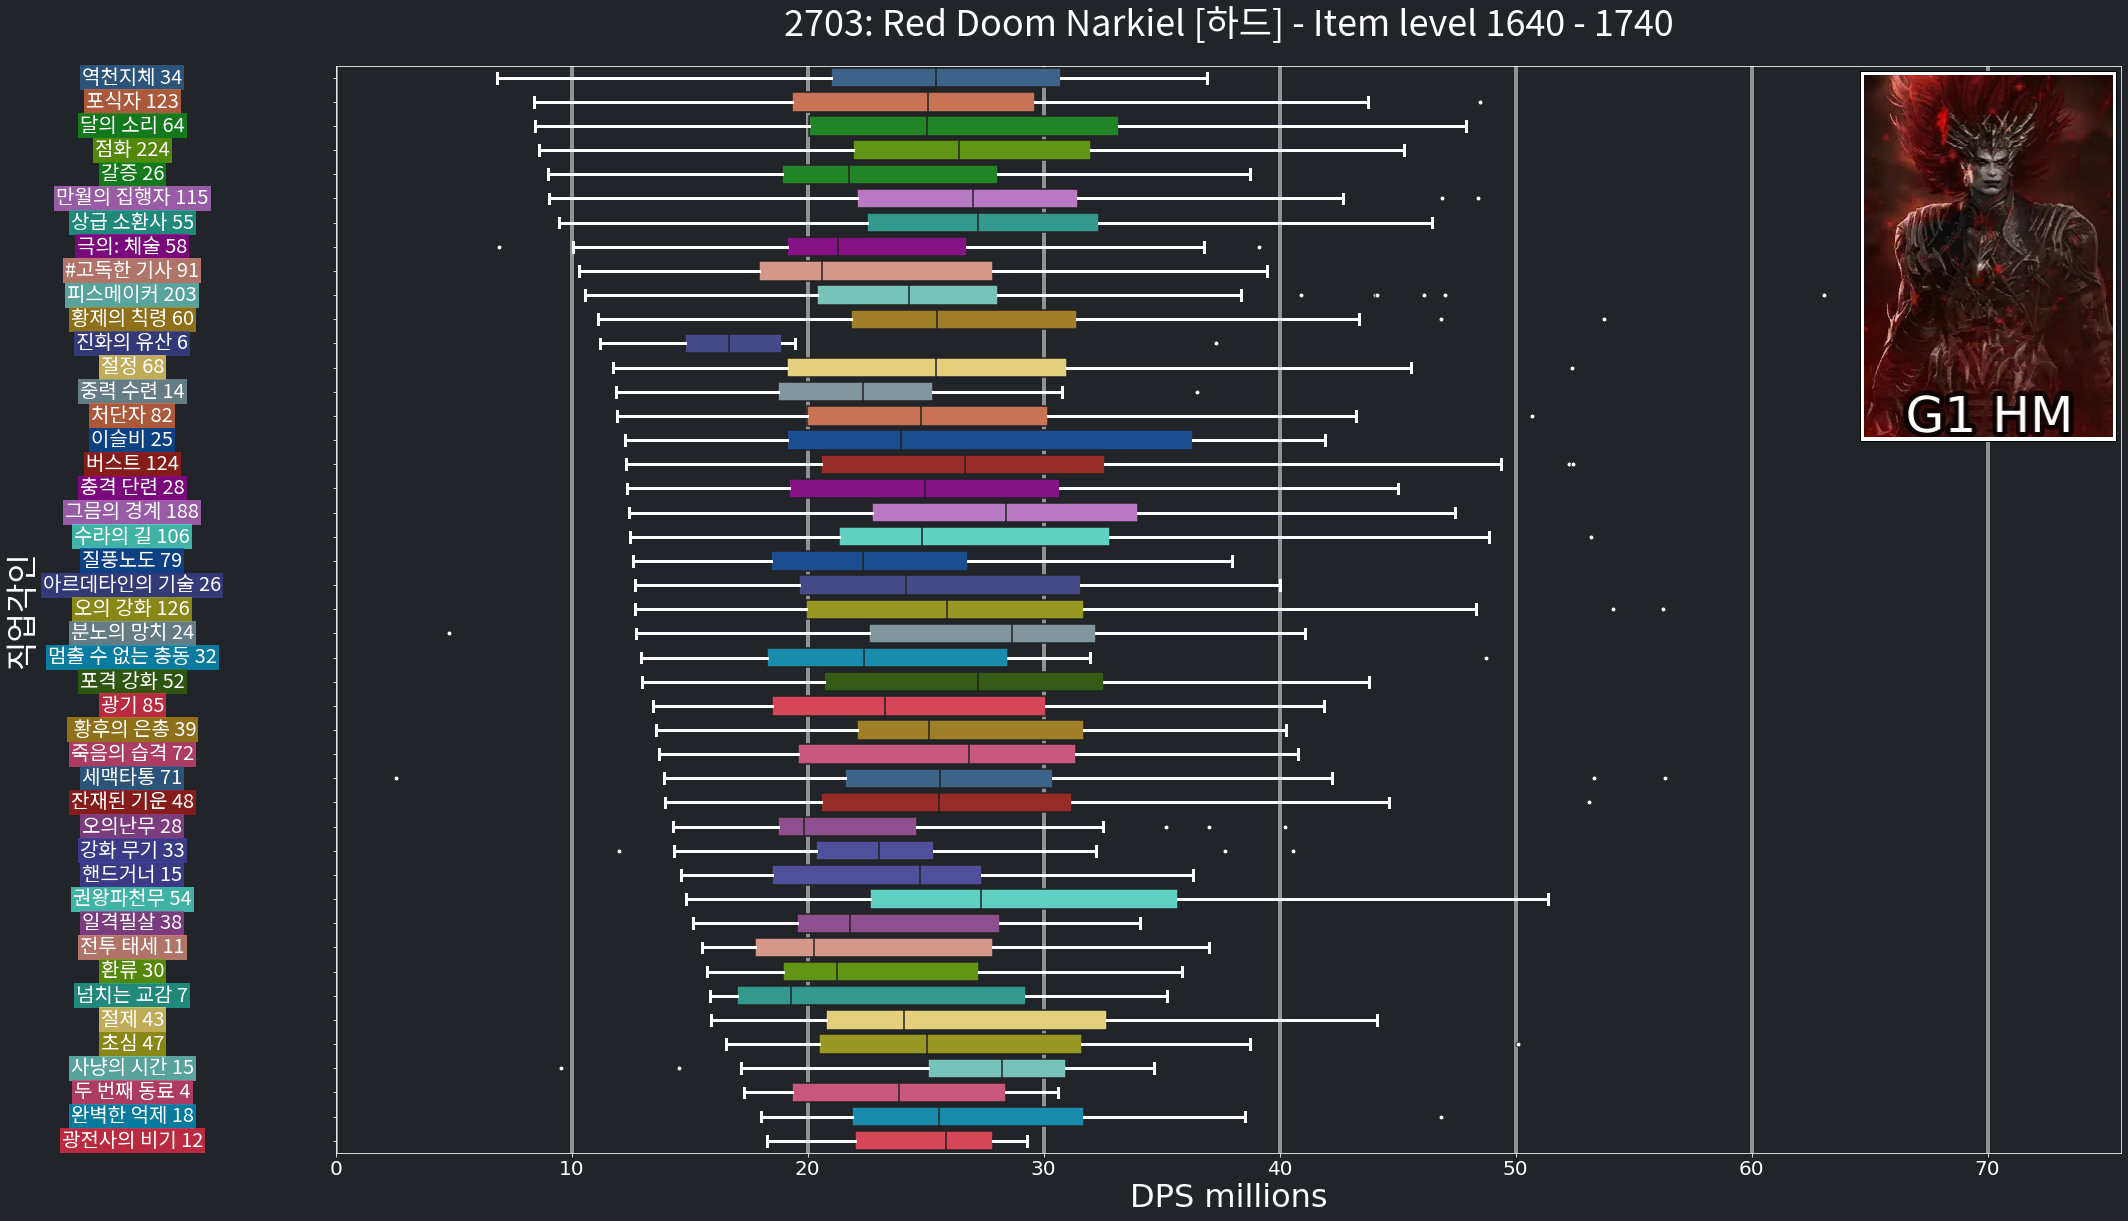 2703: Red Doom Narkiel [하드] - Item level 1640 - 1740
역천지체 34
포식자 123
달의 소리 64
점화 224
갈증 26
만월의 집행자 115
상급 소환사 55
극의: 체술 58
#고독한 기사 91
피스메이커 203
황제의 칙령 60
진화의 유산 6
절정 68
중력 수련 14
처단자 82
이슬비 25
버스트 124
충격 단련 28
그믐의 경계 188
수라의 길 106
질풍노도 79
아르데타인의 기술 26
오의 강화 126
분노의 망치 24
멈출 수 없는 충동 32
포격 강화 52
광기 85
황후의 은총 39
죽음의 습격 72
세맥타통 71
잔재된 기운 48
오의난무 28
강화 무기 33
핸드거너 15
권왕파천무 54
일격필살 38
전투 태세 11
환류 30
넘치는 교감 7
절제 43
초심 47
사냥의 시간 15
두 번째 동료 4
완벽한 억제 18
광전사의 비기 12
직업각인
G1 HM
0 10 20 30 40 50 60 70
DPS millions